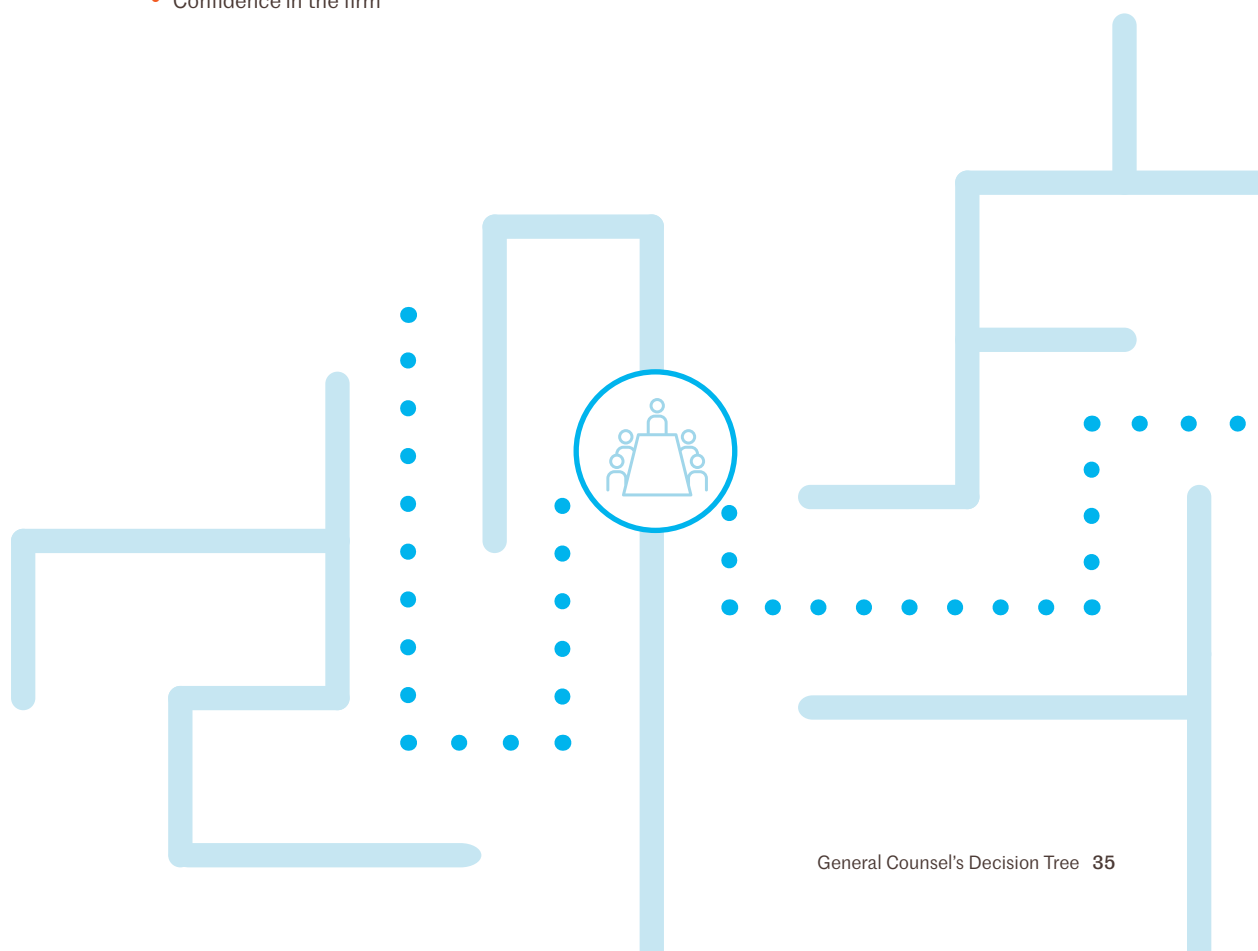 • Confidence in the firm
General Counsel's Decision Tree 35